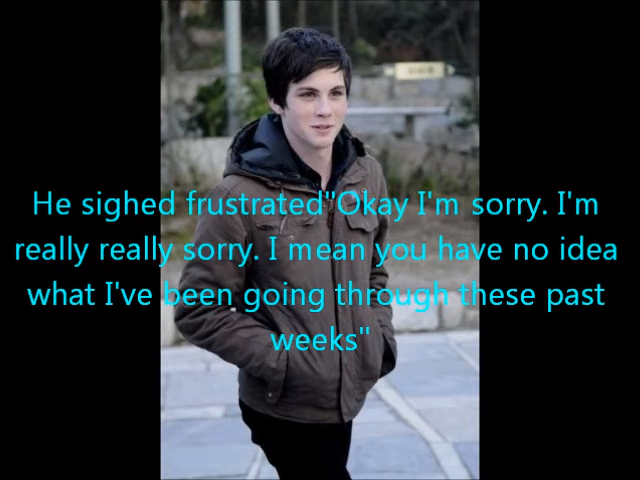 He sighed frustrated"Okay I'm sorry. I'm
really really sorry. I mean you have no idea
what I've been going through these past
weeks"